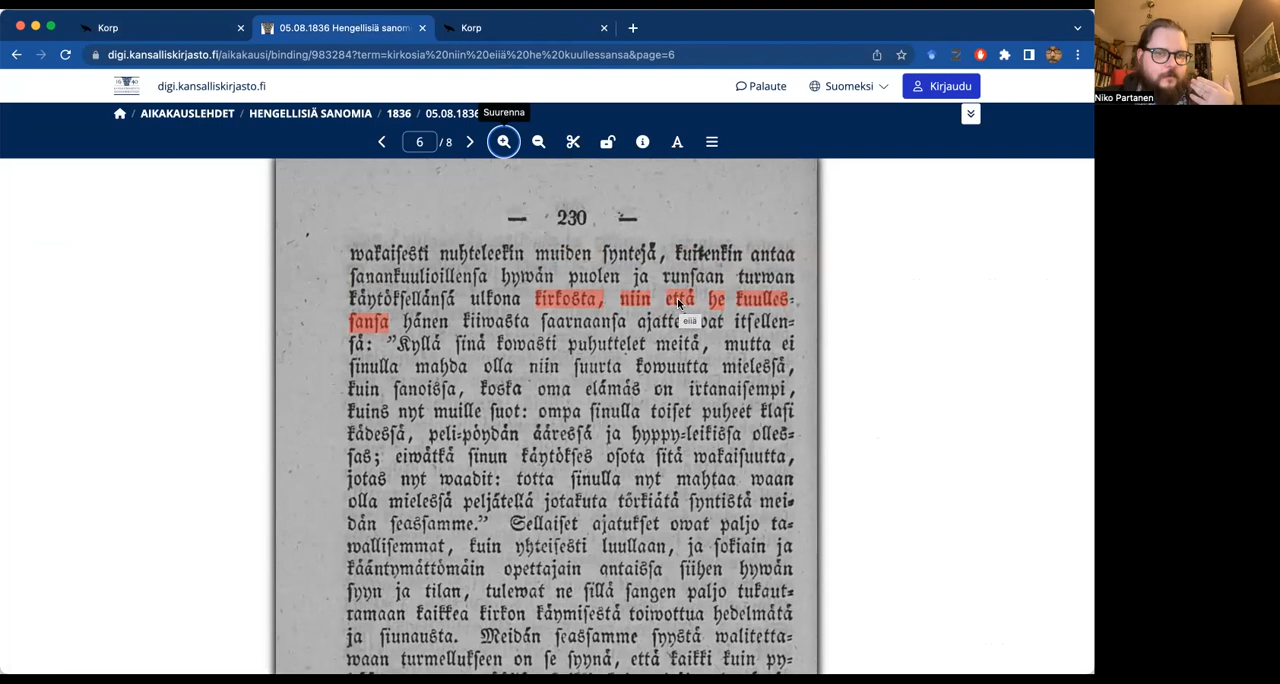 Korp
05.08.1836 Hengellisiä sanom
Korp
digi.kansalliskirjasto.fi/aikakausi/binding/983284?term=kirkosia%20niin%20eiiä%20he%20kuullessansa&page=6
digi.kansalliskirjasto.fi
Palaute
Suomeksi
Kirjaudu
AIKAKAUSLEHDET / HENGELLISIÄ SANOMIA / 1836 / 05.08.1836
Suurenna
6 / 8
Niko Partanen
— 230 —
wakaisesti nuhteleekin muiden syntejä, kuitenkin antaa
sanankuulioillensa hywän puolen ja runsaan turwan
käytöksellänsä ulkona kirkosta, niin että he kuulles-
sansa hänen kiiwasta saarnaansa ajatte wat itsellen-
eiiä
sä: "Kyllä sinä kowasti puhuttelet meitä, mutta ei
sinulla mahda olla niin suurta kowuutta mielessä,
kuin sanoissa, koska oma elämäs on irtanaisempi,
kuins nyt muille suot: ompa sinulla toiset puheet klasi
kädessä, peli-pöydän ääressä ja hyppy-leikissä olles-
sas; eiwätkä sinun käytökses osota sitä wakaisuutta,
jotas nyt waadit: totta sinulla nyt mahtaa waan
olla mielessä peljätellä jotakuta törkiätä syntistä mei-
dän seassamme." Sellaiset ajatukset owat paljo ta-
wallisemmat, kuin yhteisesti luullaan, ja sokiain ja
kääntymättömäin opettajain antaissa siihen hywän
syyn ja tilan, tulewat ne sillä sangen paljo tukaut-
tamaan kaikkea kirkon käymisestä toiwottua hedelmätä
ja siunausta. Meidän seassamme syystä walitetta-
waan turmellukseen on se syynä, että kaikki kuin py-